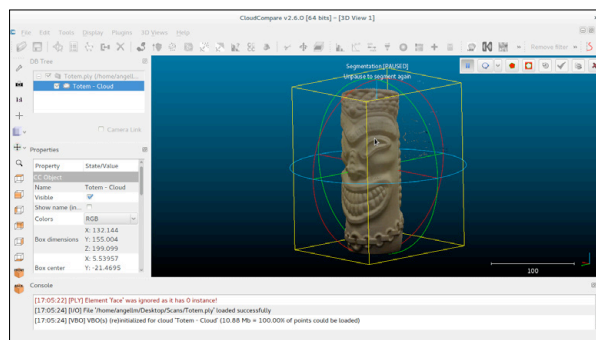 CloudCompare v2.6.0 [64 bits] - [3D View 1]
File Edit Tools Display Plugins 3D Views Help
Remove filter
DB Tree
Totem.ply (/home/angell...
Totem - Cloud
Segmentation [PAUSED]
Unpause to segment again
1:1
Camera Link
Properties
Property State/Value
CC Object
Name Totem - Cloud
Visible
Show name (in...
Colors RGB
X: 132.144
Box dimensions Y: 155.004
Z: 199.099
X: 5.53957
Box center Y: -21.4695
100
Console
[17:05:22] [PLY] Element 'face' was ignored as it has 0 instance!
[17:05:24] [I/O] File '/home/angellm/Desktop/Scans/Totem.ply' loaded successfully
[17:05:24] [VBO] VBO(s) (re)initialized for cloud 'Totem - Cloud' (10.88 Mb = 100.00% of points could be loaded)